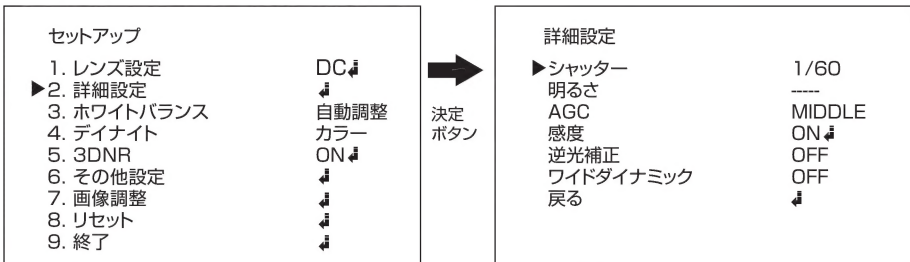 セットアップ
1. レンズ設定 DC↲
▶2. 詳細設定 ↲
3. ホワイトバランス 自動調整
4. デイナイト カラー
5. 3DNR ON↲
6. その他設定 ↲
7. 画像調整 ↲
8. リセット ↲
9. 終了 ↲
決定
ボタン
詳細設定
▶シャッター 1/60
明るさ -----
AGC MIDDLE
感度 ON↲
逆光補正 OFF
ワイドダイナミック OFF
戻る ↲